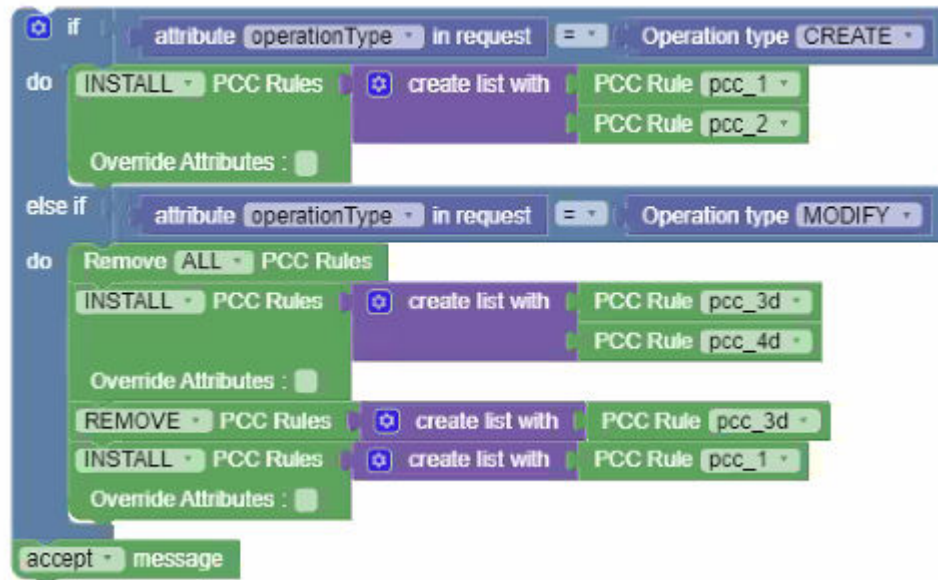 if attribute operationType in request = Operation type CREATE
do INSTALL PCC Rules create list with PCC Rule pcc_1
PCC Rule pcc_2
Override Attributes :
else if attribute operationType in request = Operation type MODIFY
do Remove ALL PCC Rules
INSTALL PCC Rules create list with PCC Rule pcc_3d
PCC Rule pcc_4d
Override Attributes :
REMOVE PCC Rules create list with PCC Rule pcc_3d
INSTALL PCC Rules create list with PCC Rule pcc_1
Override Attributes :
accept message